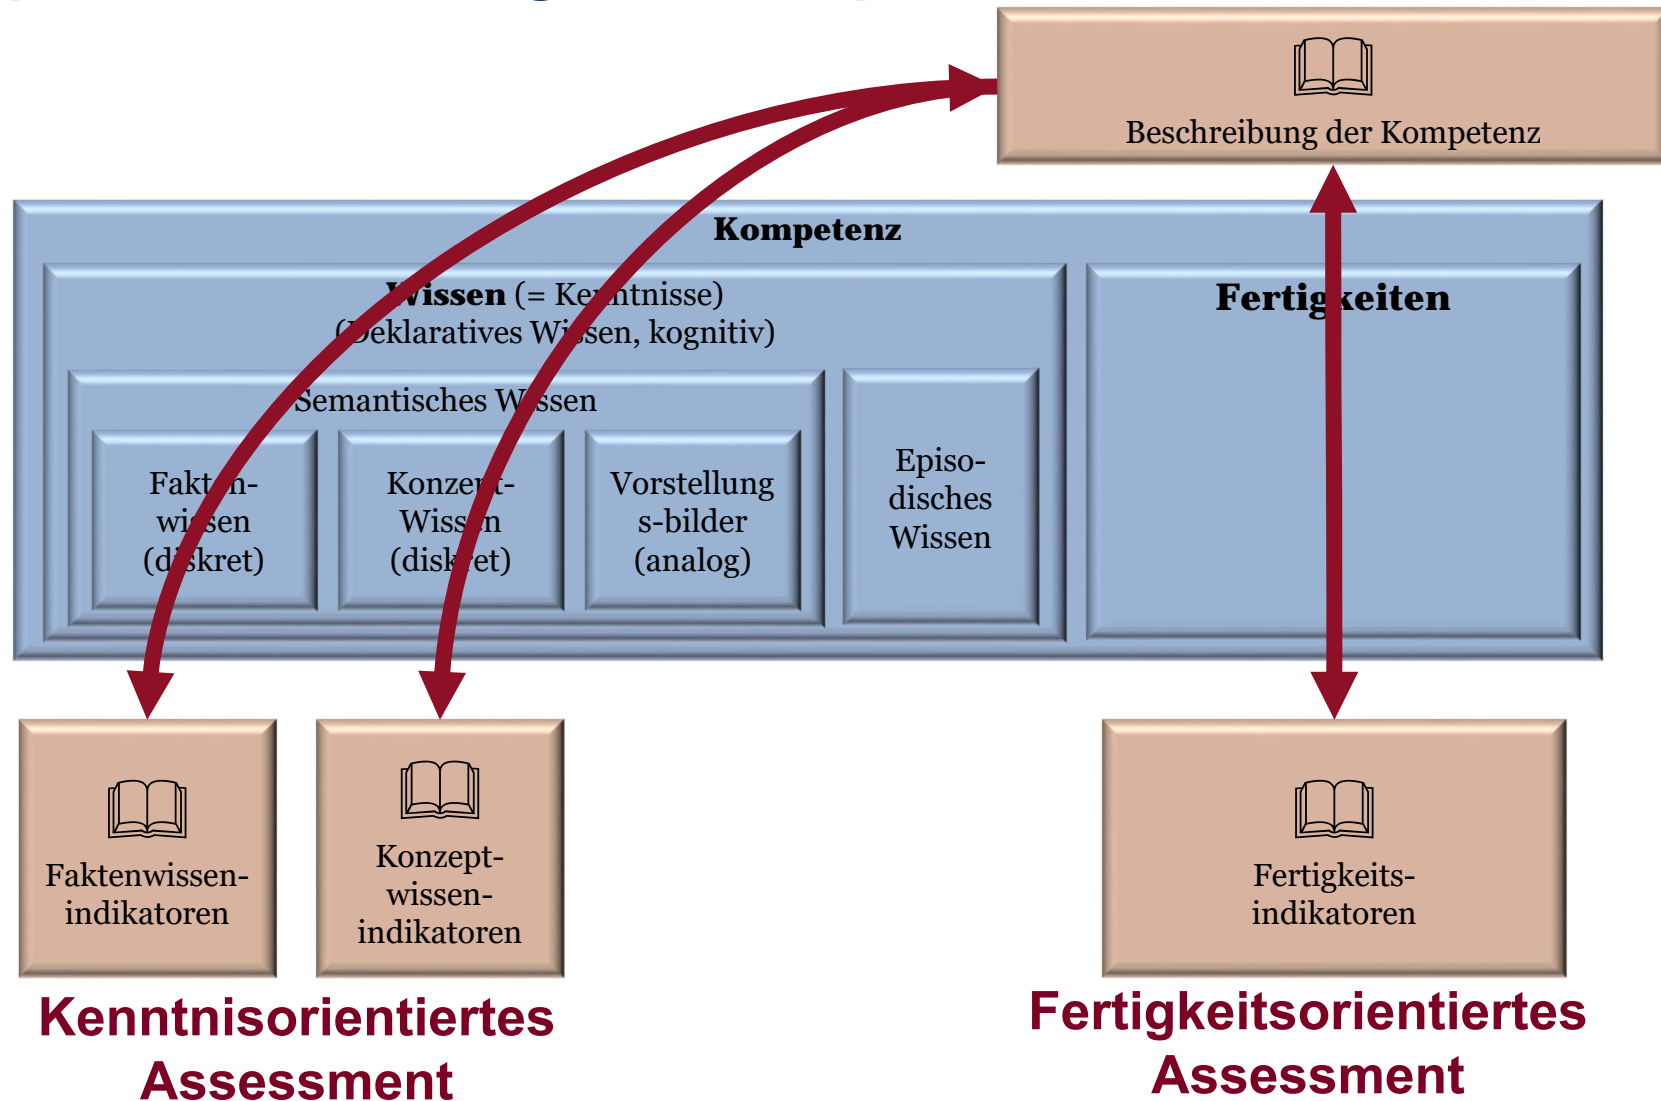 Beschreibung der Kompetenz
Kompetenz
Wissen (= Kenntnisse)
(Deklaratives Wissen, kognitiv)
Fertigkeiten
Semantisches Wissen
Fakten-
wissen
(diskret)
Konzept-
Wissen
(diskret)
Vorstellung
s-bilder
(analog)
Episo-
disches
Wissen
Faktenwissen-
indikatoren
Konzept-
wissen-
indikatoren
Fertigkeits-
indikatoren
Kenntnisorientiertes
Assessment
Fertigkeitsorientiertes
Assessment